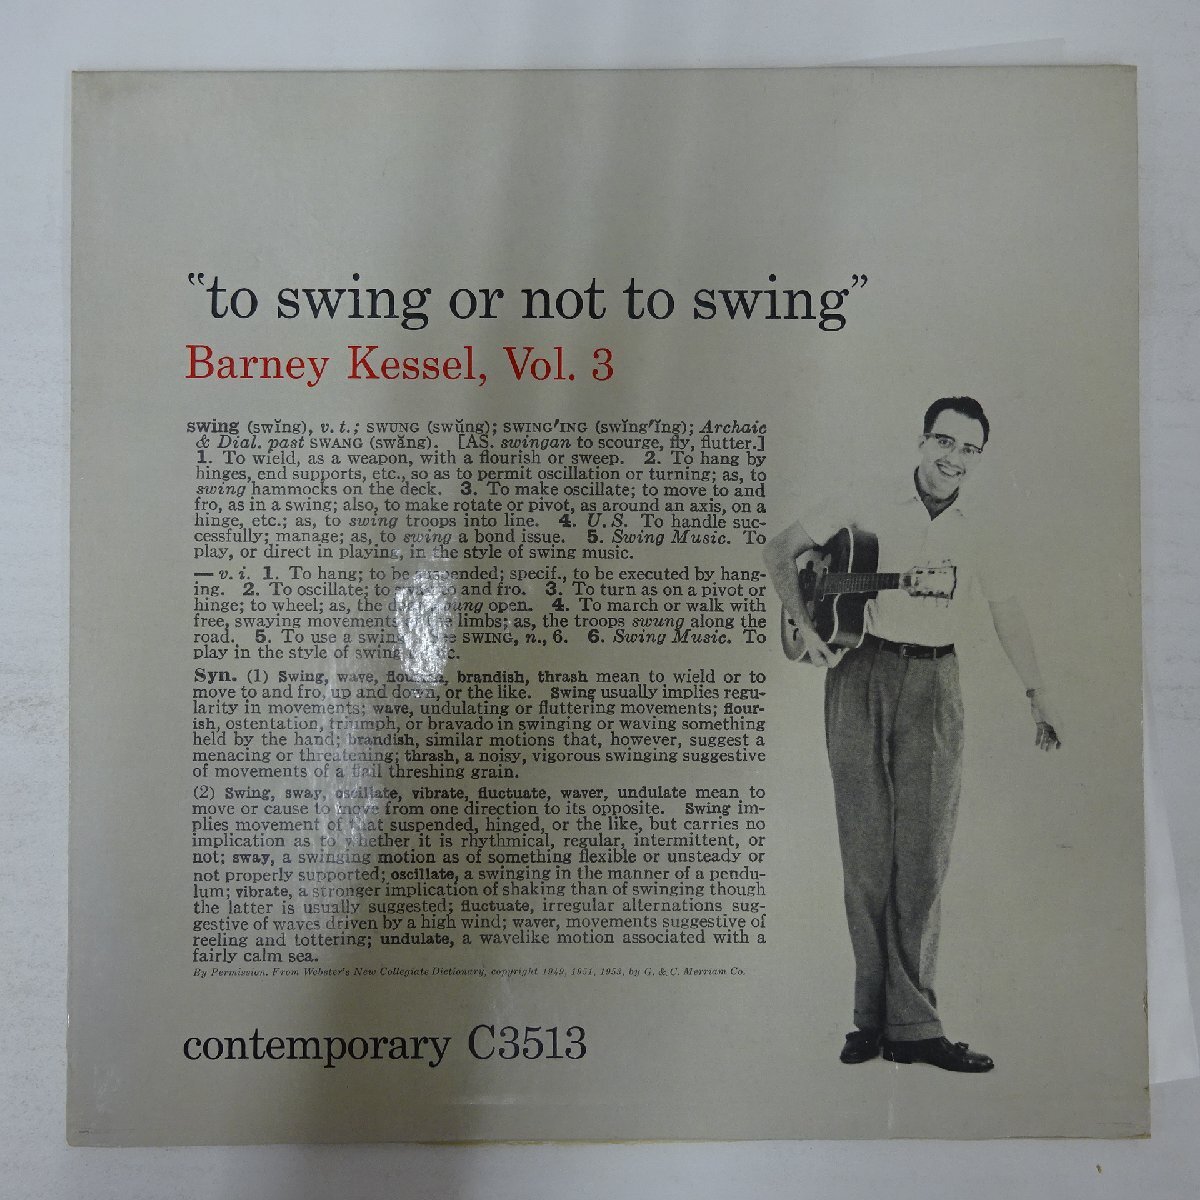 “to swing or not to swing”
Barney Kessel, Vol. 3
swing (swĭng), v. t.; SWUNG (swŭng); SWING′ING (swĭng′ĭng); Archaic
& Dial. past SWANG (swăng). [AS. swingan to scourge, fly, flutter.]
1. To wield, as a weapon, with a flourish or sweep. 2. To hang by
hinges, end supports, etc., so as to permit oscillation or turning; as, to
swing hammocks on the deck. 3. To make oscillate; to move to and
fro, as in a swing; also, to make rotate or pivot, as around an axis, on a
hinge, etc.; as, to swing troops into line. 4. U. S. To handle suc-
cessfully; manage; as, to swing a bond issue. 5. Swing Music. To
play, or direct in playing, in the style of swing music.
— v. i. 1. To hang; to be suspended; specif., to be executed by hang-
ing. 2. To oscillate; to sway to and fro. 3. To turn as on a pivot or
hinge; to wheel; as, the door swung open. 4. To march or walk with
free, swaying movements of the limbs; as, the troops swung along the
road. 5. To use a swing. See SWING, n., 6. 6. Swing Music. To
play in the style of swing music.
Syn. (1) Swing, wave, flourish, brandish, thrash mean to wield or to
move to and fro, up and down, or the like. Swing usually implies regu-
larity in movements; wave, undulating or fluttering movements; flour-
ish, ostentation, triumph, or bravado in swinging or waving something
held by the hand; brandish, similar motions that, however, suggest a
menacing or threatening; thrash, a noisy, vigorous swinging suggestive
of movements of a flail threshing grain.
(2) Swing, sway, oscillate, vibrate, fluctuate, waver, undulate mean to
move or cause to move from one direction to its opposite. Swing im-
plies movement of that suspended, hinged, or the like, but carries no
implication as to whether it is rhythmical, regular, intermittent, or
not; sway, a swinging motion as of something flexible or unsteady or
not properly supported; oscillate, a swinging in the manner of a pendu-
lum; vibrate, a stronger implication of shaking than of swinging though
the latter is usually suggested; fluctuate, irregular alternations sug-
gestive of waves driven by a high wind; waver, movements suggestive of
reeling and tottering; undulate, a wavelike motion associated with a
fairly calm sea.
By Permission. From Webster's New Collegiate Dictionary, copyright 1949, 1951, 1953, by G. & C. Merriam Co.
contemporary C3513